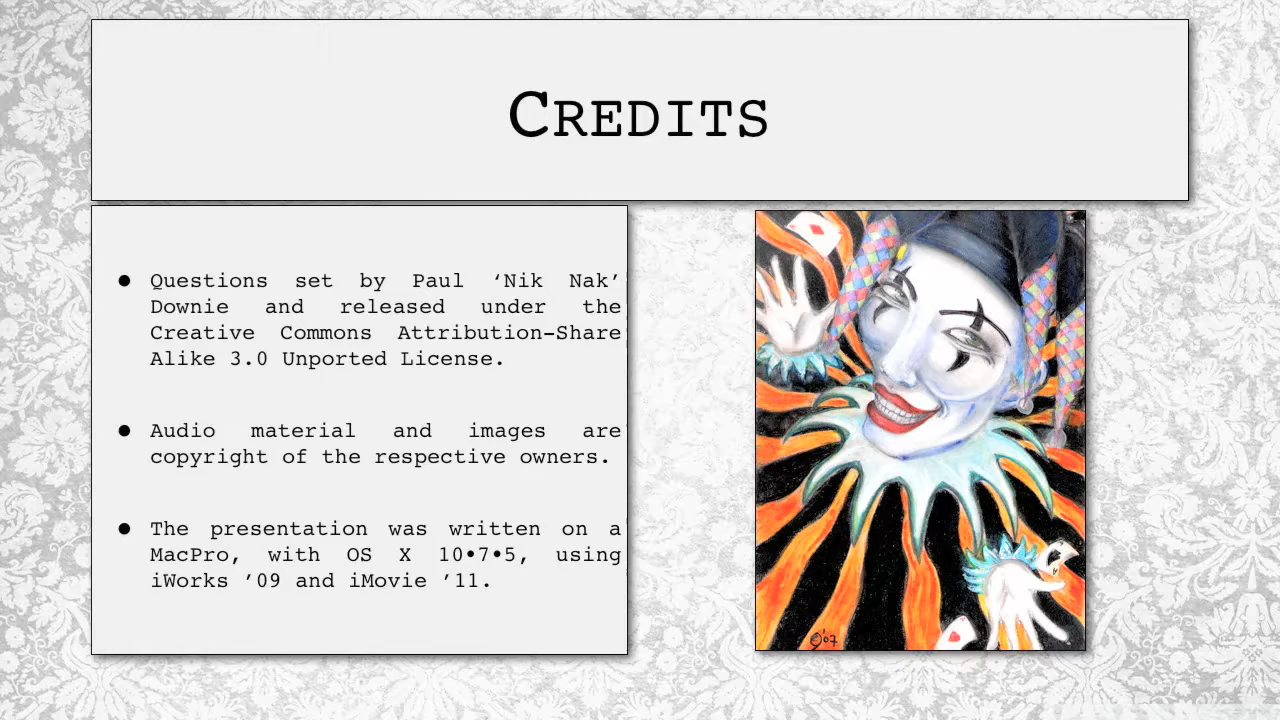 Credits
• Questions set by Paul ‘Nik Nak’
Downie and released under the
Creative Commons Attribution-Share
Alike 3.0 Unported License.
• Audio material and images are
copyright of the respective owners.
• The presentation was written on a
MacPro, with OS X 10•7•5, using
iWorks ’09 and iMovie ’11.
'07